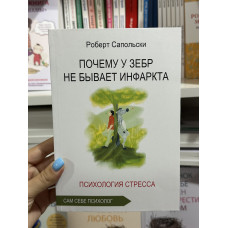 Роберт Сапольски
ПОЧЕМУ У ЗЕБР
НЕ БЫВАЕТ ИНФАРКТА
ПСИХОЛОГИЯ СТРЕССА
САМ СЕБЕ ПСИХОЛОГ
ЛЮБОВЬ